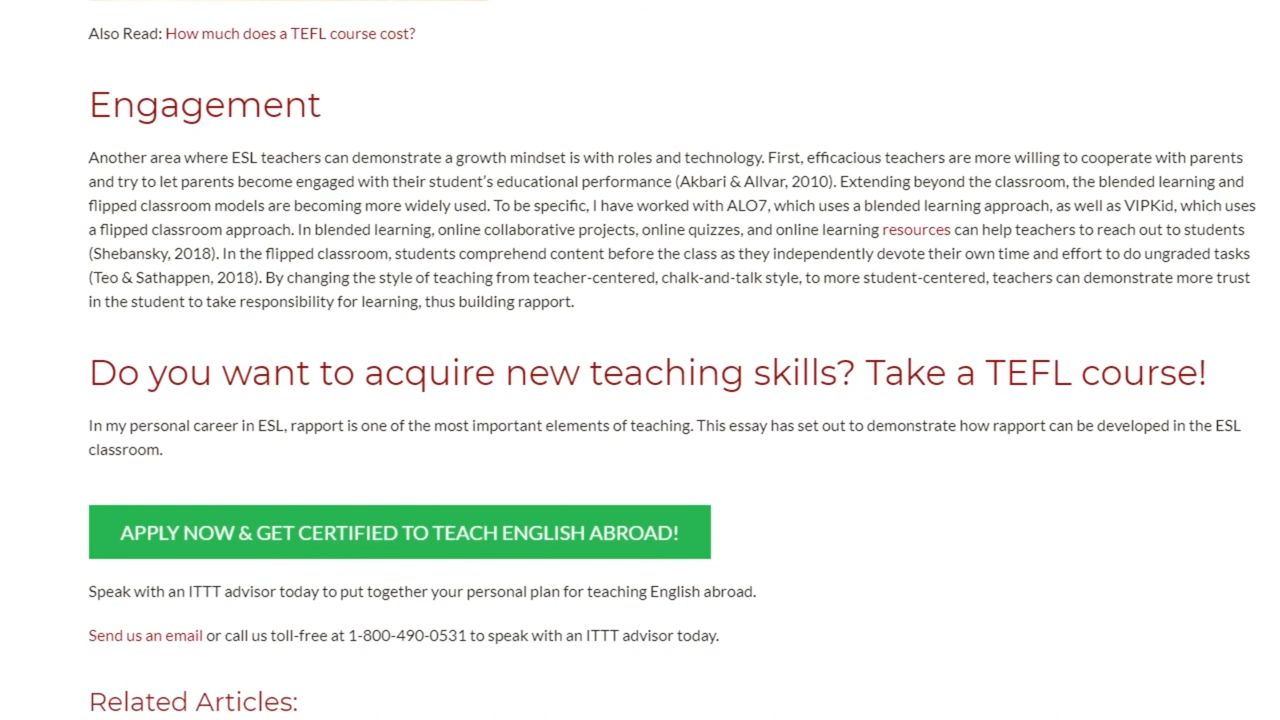 Also Read: How much does a TEFL course cost?
Engagement
Another area where ESL teachers can demonstrate a growth mindset is with roles and technology. First, efficacious teachers are more willing to cooperate with parents
and try to let parents become engaged with their student's educational performance (Akbari & Allvar, 2010). Extending beyond the classroom, the blended learning and
flipped classroom models are becoming more widely used. To be specific, I have worked with ALO7, which uses a blended learning approach, as well as VIPKid, which uses
a flipped classroom approach. In blended learning, online collaborative projects, online quizzes, and online learning resources can help teachers to reach out to students
(Shebansky, 2018). In the flipped classroom, students comprehend content before the class as they independently devote their own time and effort to do ungraded tasks
(Teo & Sathappen, 2018). By changing the style of teaching from teacher-centered, chalk-and-talk style, to more student-centered, teachers can demonstrate more trust
in the student to take responsibility for learning, thus building rapport.
Do you want to acquire new teaching skills? Take a TEFL course!
In my personal career in ESL, rapport is one of the most important elements of teaching. This essay has set out to demonstrate how rapport can be developed in the ESL
classroom.
APPLY NOW & GET CERTIFIED TO TEACH ENGLISH ABROAD!
Speak with an ITTT advisor today to put together your personal plan for teaching English abroad.
Send us an email or call us toll-free at 1-800-490-0531 to speak with an ITTT advisor today.
Related Articles: